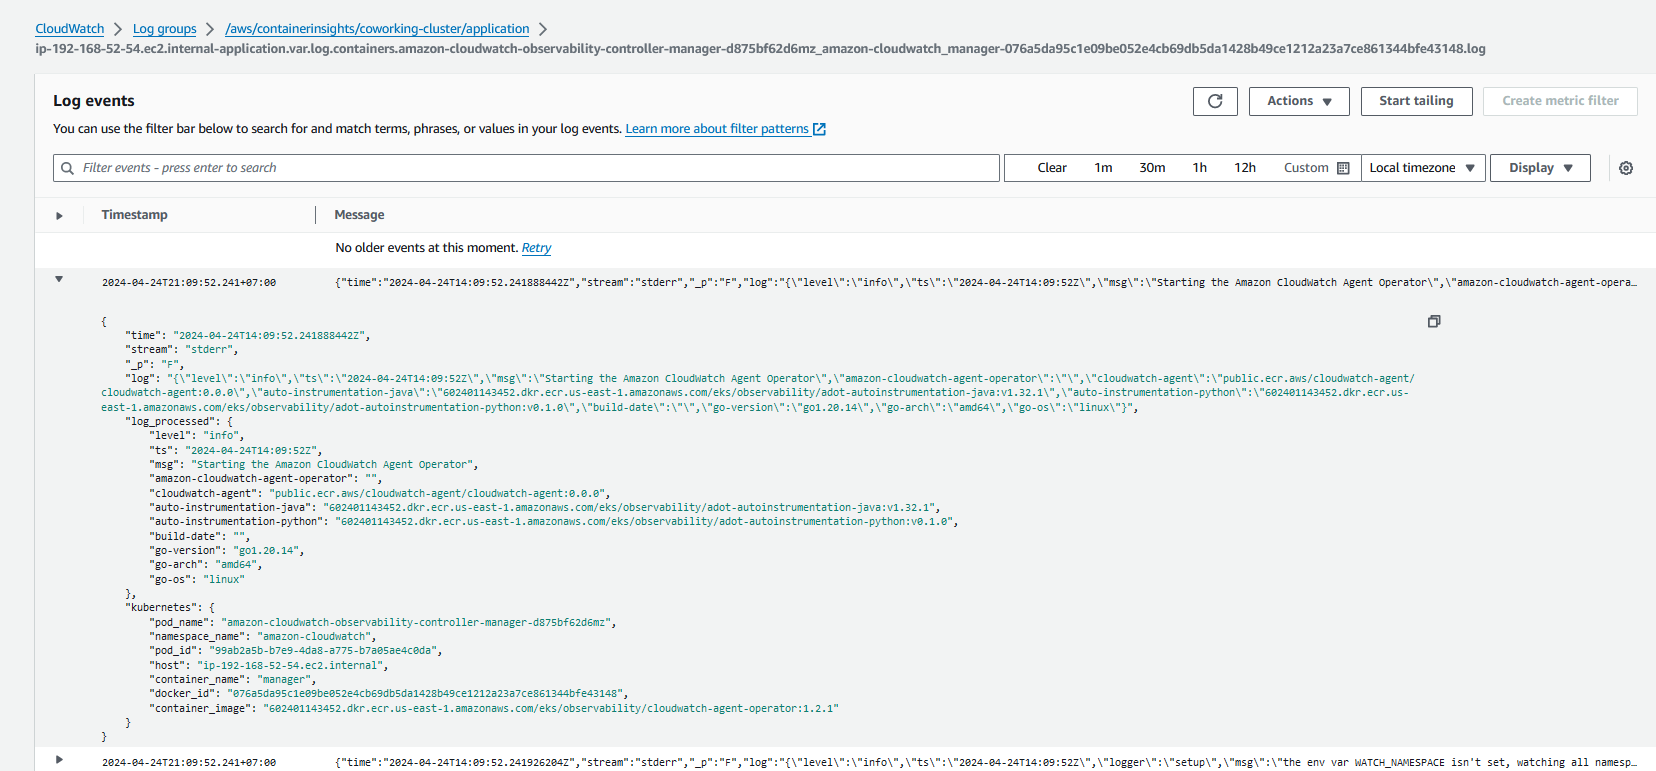 CloudWatch > Log groups > /aws/containerinsights/coworking-cluster/application >
ip-192-168-52-54.ec2.internal-application.var.log.containers.amazon-cloudwatch-observability-controller-manager-d875bf62d6mz_amazon-cloudwatch_manager-076a5da95c1e09be052e4cb69db5da1428b49ce1212a23a7ce861344bfe43148.log
Log events
Actions
Start tailing
Create metric filter
You can use the filter bar below to search for and match terms, phrases, or values in your log events. Learn more about filter patterns
Filter events - press enter to search
Clear 1m 30m 1h 12h Custom
Local timezone
Display
Timestamp Message
No older events at this moment. Retry
2024-04-24T21:09:52.241+07:00 {"time":"2024-04-24T14:09:52.241888442Z","stream":"stderr","_p":"F","log":"{\"level\":\"info\",\"ts\":\"2024-04-24T14:09:52Z\",\"msg\":\"Starting the Amazon CloudWatch Agent Operator\",\"amazon-cloudwatch-agent-opera…
{
"time": "2024-04-24T14:09:52.241888442Z",
"stream": "stderr",
"_p": "F",
"log": "{\"level\":\"info\",\"ts\":\"2024-04-24T14:09:52Z\",\"msg\":\"Starting the Amazon CloudWatch Agent Operator\",\"amazon-cloudwatch-agent-operator\":\"\",\"cloudwatch-agent\":\"public.ecr.aws/cloudwatch-agent/
cloudwatch-agent:0.0.0\",\"auto-instrumentation-java\":\"602401143452.dkr.ecr.us-east-1.amazonaws.com/eks/observability/adot-autoinstrumentation-java:v1.32.1\",\"auto-instrumentation-python\":\"602401143452.dkr.ecr.us-
east-1.amazonaws.com/eks/observability/adot-autoinstrumentation-python:v0.1.0\",\"build-date\":\"\",\"go-version\":\"go1.20.14\",\"go-arch\":\"amd64\",\"go-os\":\"linux\"}",
"log_processed": {
"level": "info",
"ts": "2024-04-24T14:09:52Z",
"msg": "Starting the Amazon CloudWatch Agent Operator",
"amazon-cloudwatch-agent-operator": "",
"cloudwatch-agent": "public.ecr.aws/cloudwatch-agent/cloudwatch-agent:0.0.0",
"auto-instrumentation-java": "602401143452.dkr.ecr.us-east-1.amazonaws.com/eks/observability/adot-autoinstrumentation-java:v1.32.1",
"auto-instrumentation-python": "602401143452.dkr.ecr.us-east-1.amazonaws.com/eks/observability/adot-autoinstrumentation-python:v0.1.0",
"build-date": "",
"go-version": "go1.20.14",
"go-arch": "amd64",
"go-os": "linux"
},
"kubernetes": {
"pod_name": "amazon-cloudwatch-observability-controller-manager-d875bf62d6mz",
"namespace_name": "amazon-cloudwatch",
"pod_id": "99ab2a5b-b7e9-4da8-a775-b7a05ae4c0da",
"host": "ip-192-168-52-54.ec2.internal",
"container_name": "manager",
"docker_id": "076a5da95c1e09be052e4cb69db5da1428b49ce1212a23a7ce861344bfe43148",
"container_image": "602401143452.dkr.ecr.us-east-1.amazonaws.com/eks/observability/cloudwatch-agent-operator:1.2.1"
}
}
2024-04-24T21:09:52.241+07:00 {"time":"2024-04-24T14:09:52.241926204Z","stream":"stderr","_p":"F","log":"{\"level\":\"info\",\"ts\":\"2024-04-24T14:09:52Z\",\"logger\":\"setup\",\"msg\":\"the env var WATCH_NAMESPACE isn't set, watching all namesp…